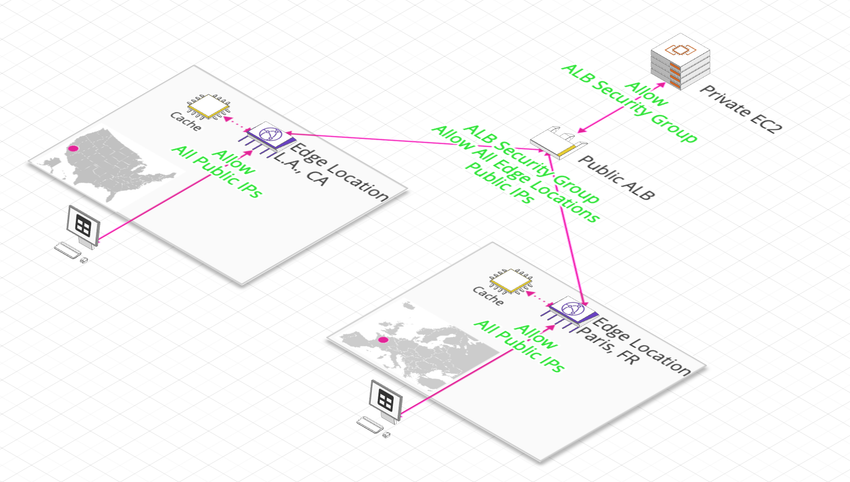 Cache
Edge Location
L.A., CA
Allow
All Public IPs
Allow
ALB Security Group
Private EC2
Public ALB
ALB Security Group
Allow All Edge Locations
Public IPs
Cache
Edge Location
Paris, FR
Allow
All Public IPs